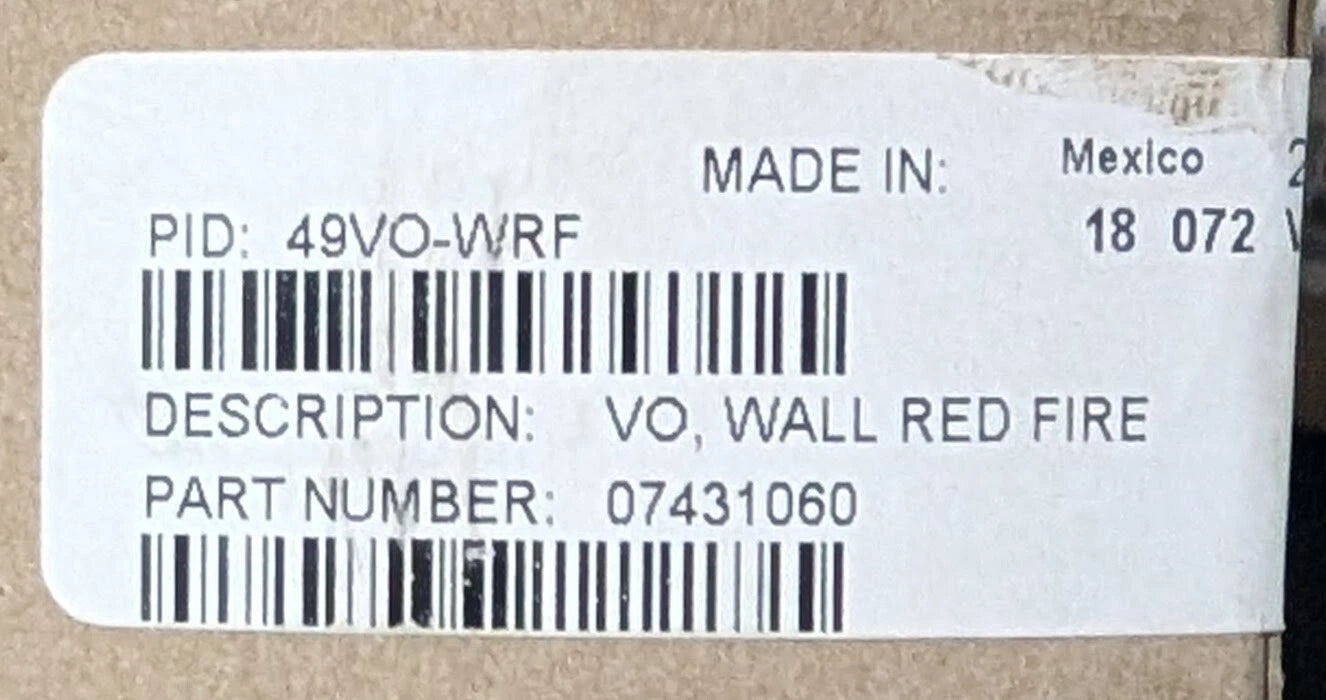 MADE IN: Mexico
PID: 49VO-WRF 18 072
DESCRIPTION: VO, WALL RED FIRE
PART NUMBER: 07431060